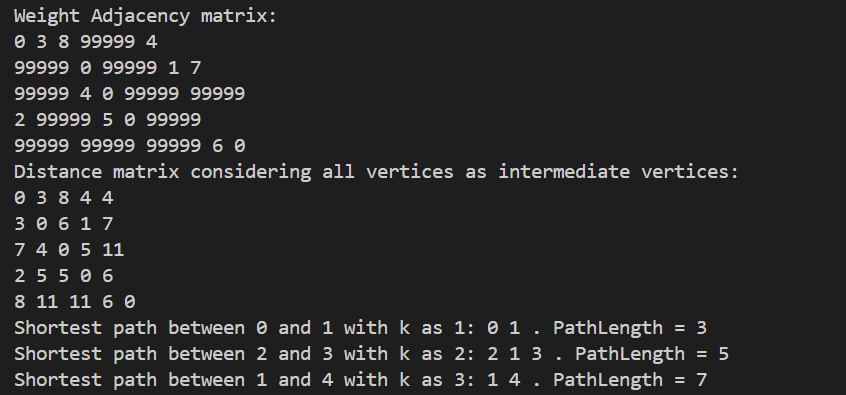 Weight Adjacency matrix:
0 3 8 99999 4
99999 0 99999 1 7
99999 4 0 99999 99999
2 99999 5 0 99999
99999 99999 99999 6 0
Distance matrix considering all vertices as intermediate vertices:
0 3 8 4 4
3 0 6 1 7
7 4 0 5 11
2 5 5 0 6
8 11 11 6 0
Shortest path between 0 and 1 with k as 1: 0 1 . PathLength = 3
Shortest path between 2 and 3 with k as 2: 2 1 3 . PathLength = 5
Shortest path between 1 and 4 with k as 3: 1 4 . PathLength = 7